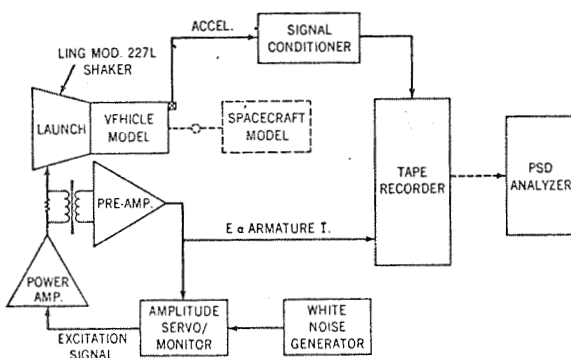 ACCEL.
SIGNAL
CONDITIONER
LING MOD. 227L
SHAKER
LAUNCH
VEHICLE
MODEL
SPACECRAFT
MODEL
TAPE
RECORDER
PSD
ANALYZER
PRE-AMP.
E α ARMATURE I.
POWER
AMP.
AMPLITUDE
SERVO/
MONITOR
WHITE
NOISE
GENERATOR
EXCITATION
SIGNAL